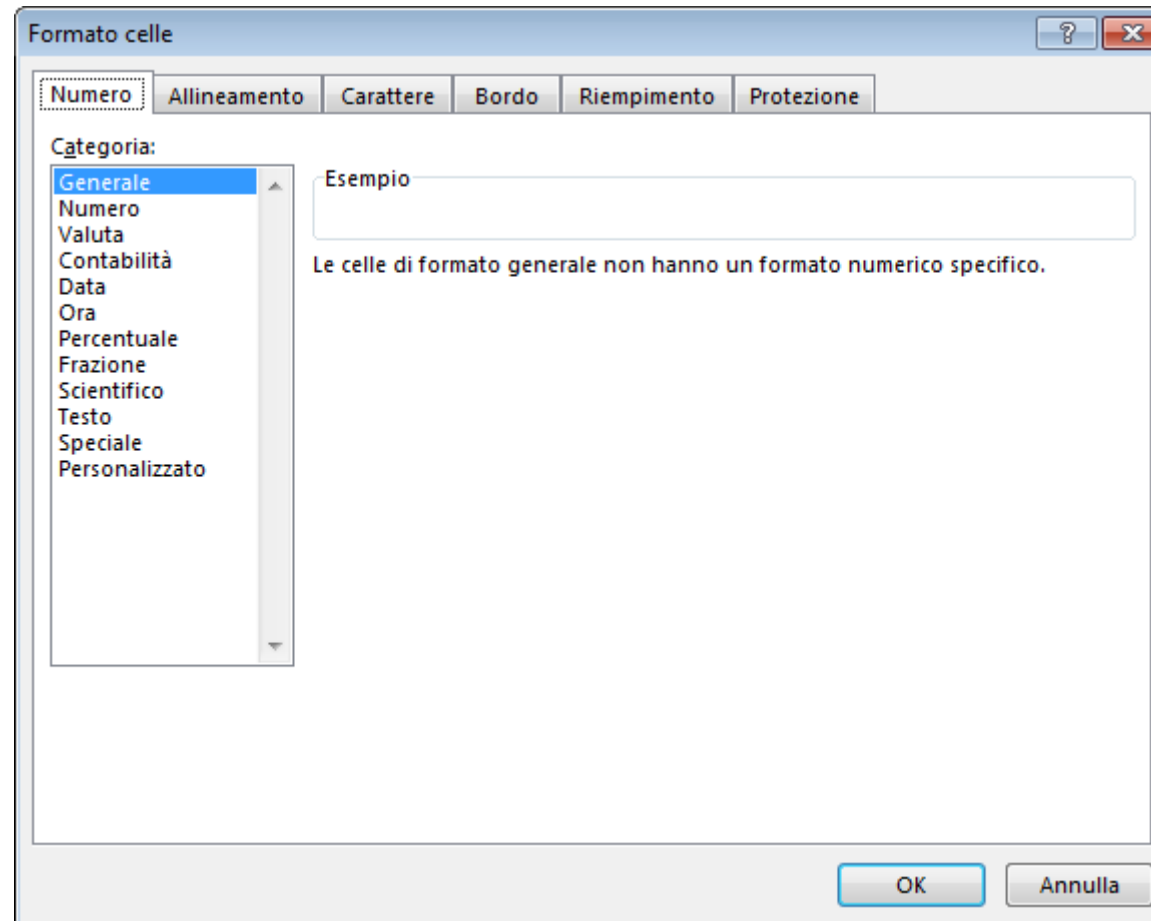 Formato celle
Numero Allineamento Carattere Bordo Riempimento Protezione
Categoria:
Generale
Numero
Valuta
Contabilità
Data
Ora
Percentuale
Frazione
Scientifico
Testo
Speciale
Personalizzato
Esempio
Le celle di formato generale non hanno un formato numerico specifico.
OK Annulla